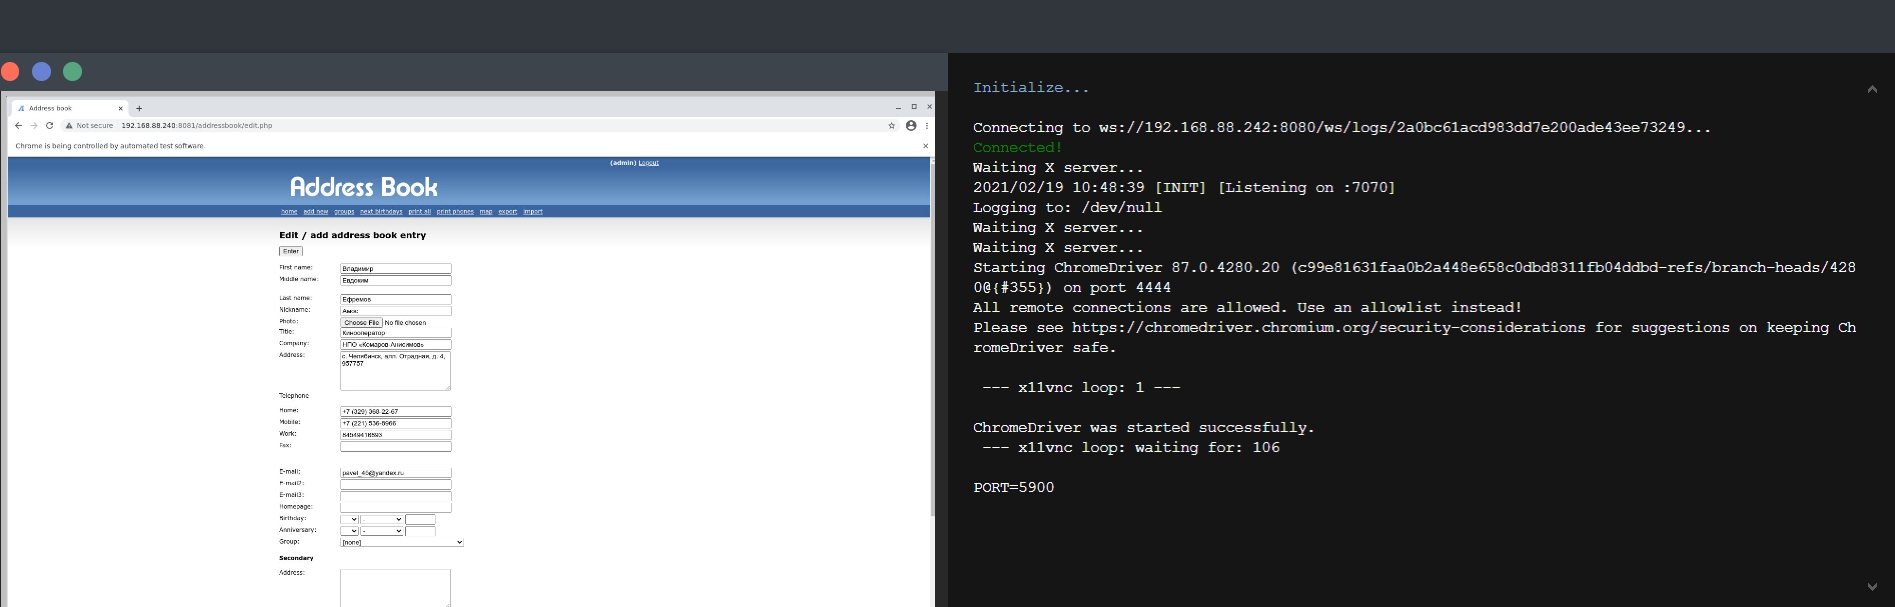 Address book
Not secure 192.168.88.240:8081/addressbook/edit.php
Chrome is being controlled by automated test software.
(admin) Logout
Address Book
home add new groups next birthdays print all print phones map export import
Edit / add address book entry
Enter
First name: Владимир
Middle name: Евдоким
Last name: Ефремов
Nickname: Амос
Photo: Choose File No file chosen
Title: Кинооператор
Company: НПО «Комаров-Анисимов»
Address: с. Челябинск, алл. Отрадная, д. 4,
957757
Telephone
Home: +7 (329) 368-22-67
Mobile: +7 (221) 536-8966
Work: 84549416893
Fax:
E-mail: pavel_45@yandex.ru
E-mail2:
E-mail3:
Homepage:
Birthday: -
Anniversary: -
Group: [none]
Secondary
Address:
Initialize...
Connecting to ws://192.168.88.242:8080/ws/logs/2a0bc61acd983dd7e200ade43ee73249...
Connected!
Waiting X server...
2021/02/19 10:48:39 [INIT] [Listening on :7070]
Logging to: /dev/null
Waiting X server...
Waiting X server...
Starting ChromeDriver 87.0.4280.20 (c99e81631faa0b2a448e658c0dbd8311fb04ddbd-refs/branch-heads/428
0@{#355}) on port 4444
All remote connections are allowed. Use an allowlist instead!
Please see https://chromedriver.chromium.org/security-considerations for suggestions on keeping Ch
romeDriver safe.
--- x11vnc loop: 1 ---
ChromeDriver was started successfully.
--- x11vnc loop: waiting for: 106
PORT=5900